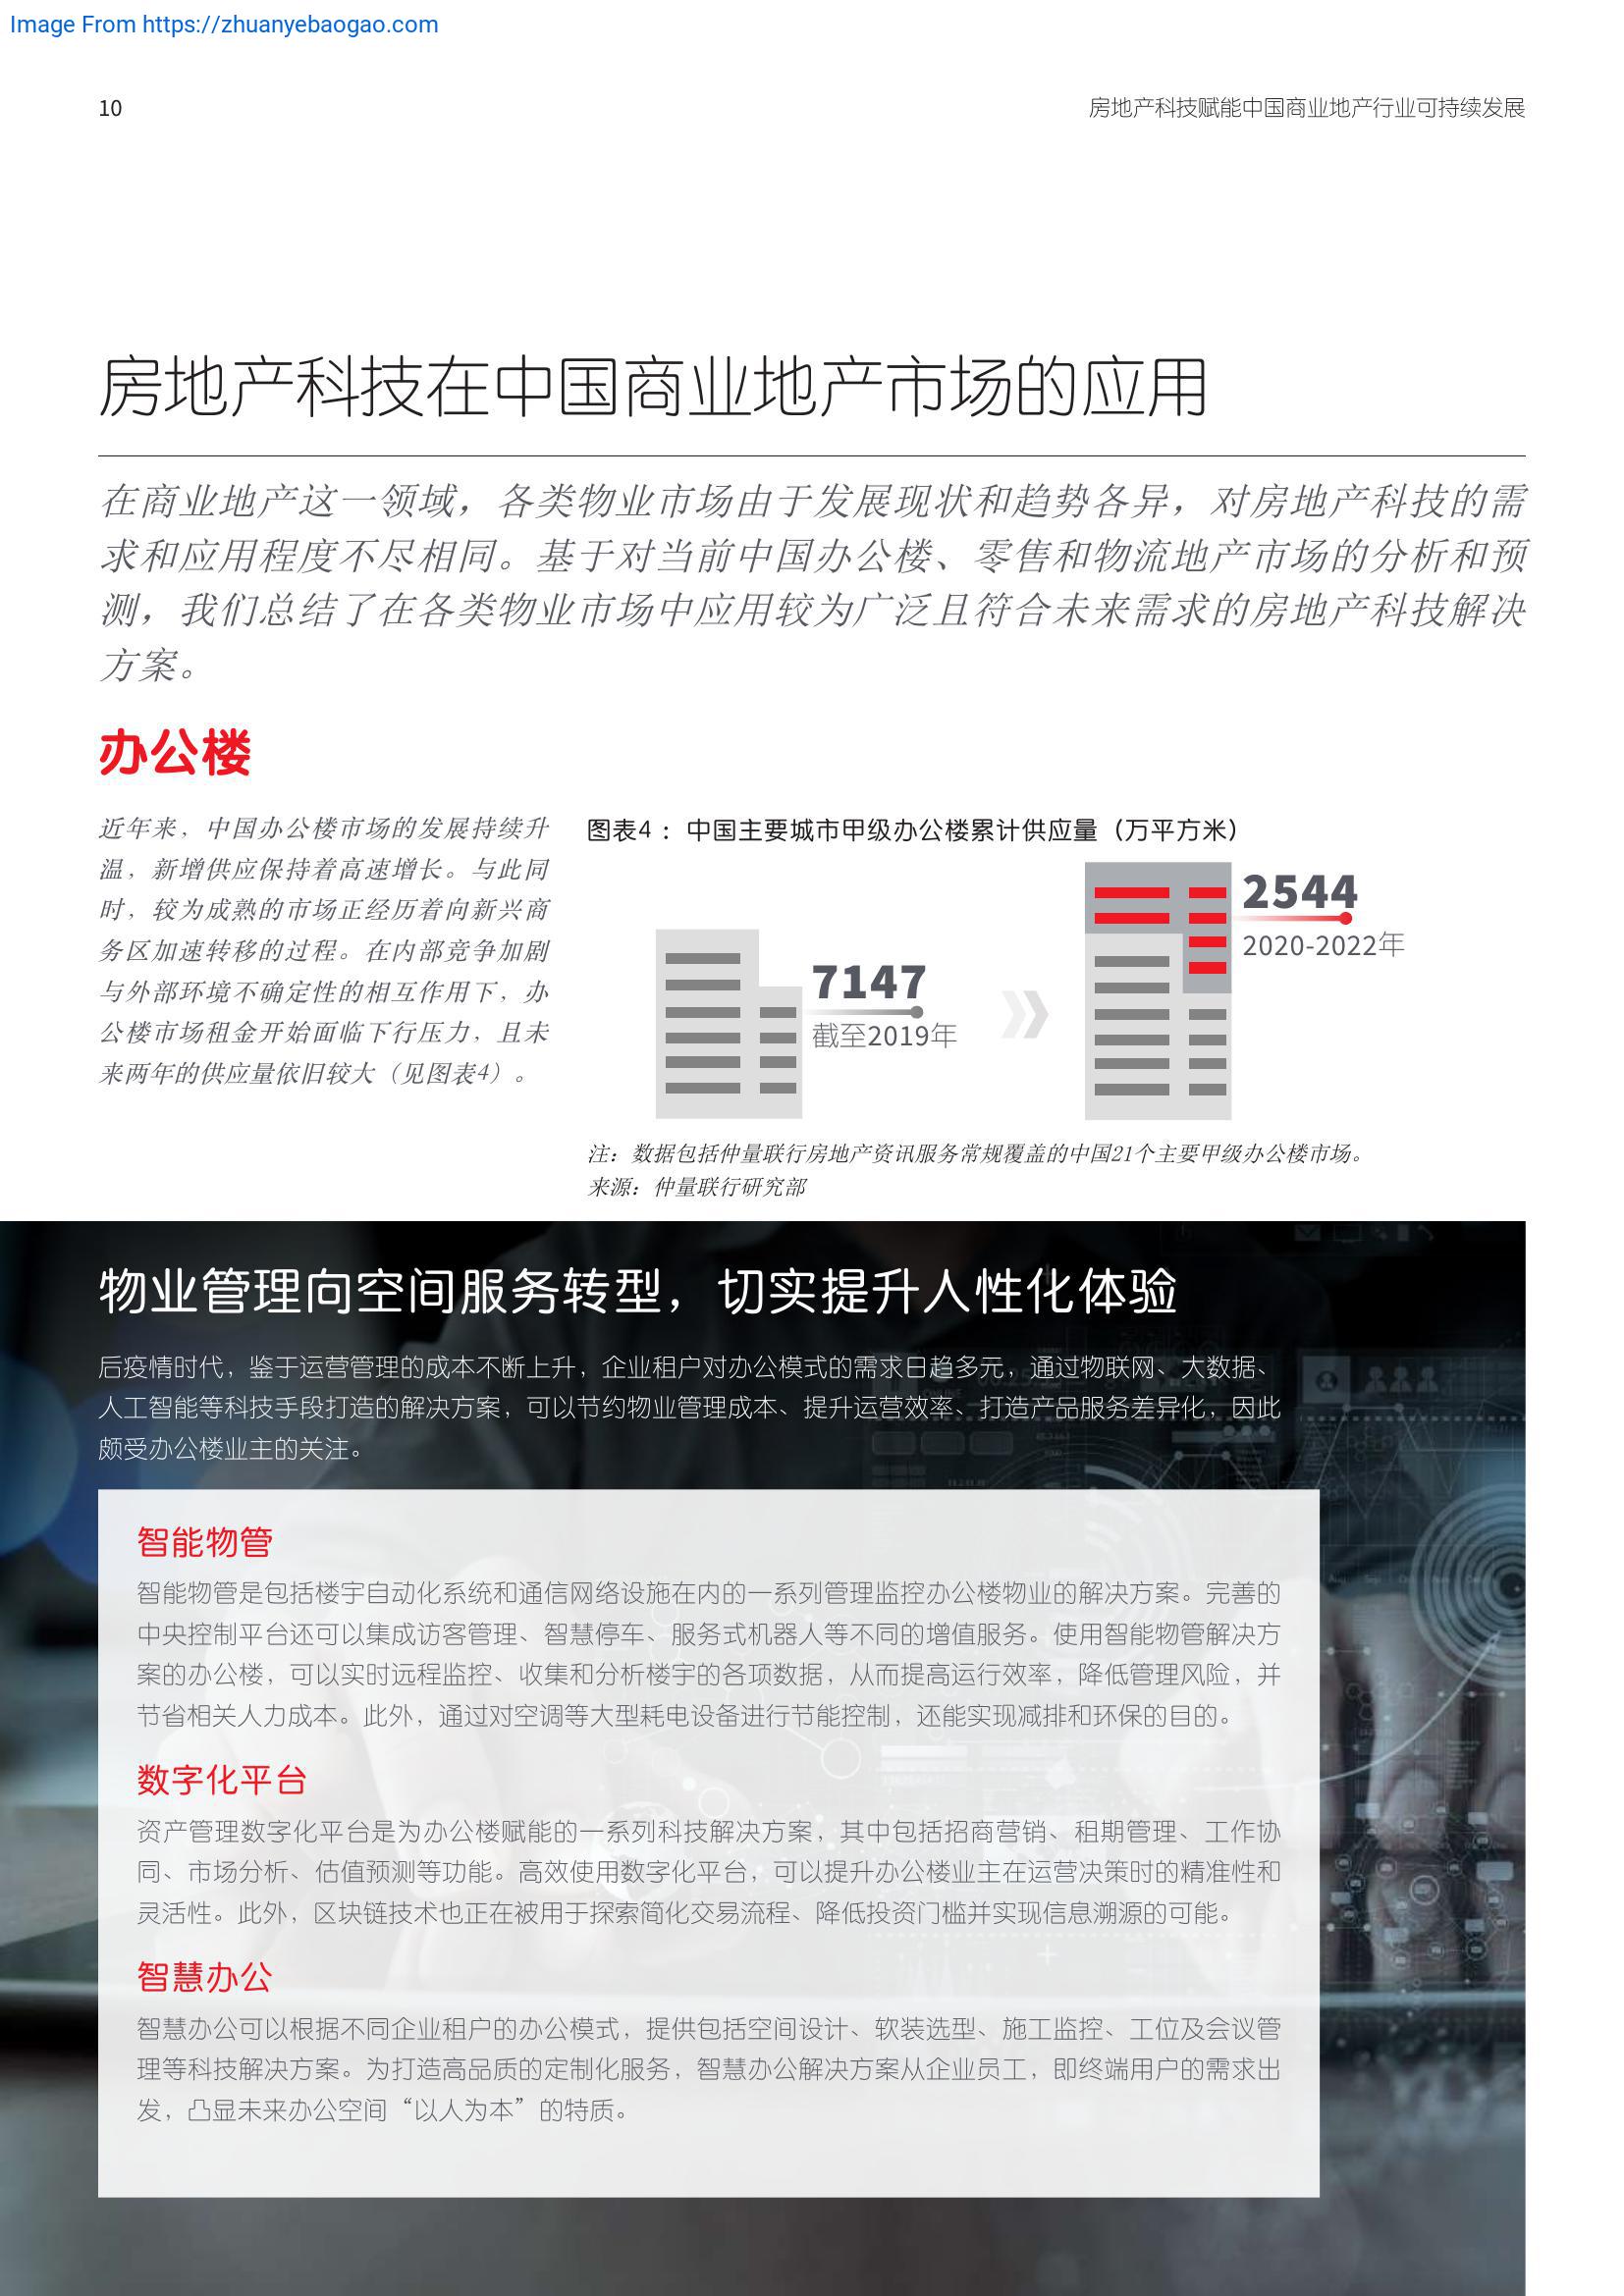 Image From https://zhuanyebaogao.com
10
房地产科技赋能中国商业地产行业可持续发展
房地产科技在中国商业地产市场的应用
在商业地产这一领域，各类物业市场由于发展现状和趋势各异，对房地产科技的需
求和应用程度不尽相同。基于对当前中国办公楼、零售和物流地产市场的分析和预
测，我们总结了在各类物业市场中应用较为广泛且符合未来需求的房地产科技解决
方案。
办公楼
近年来，中国办公楼市场的发展持续升
温，新增供应保持着高速增长。与此同
时，较为成熟的市场正经历着向新兴商
务区加速转移的过程。在内部竞争加剧
与外部环境不确定性的相互作用下，办
公楼市场租金开始面临下行压力，且未
来两年的供应量依旧较大（见图表4）。
图表4：中国主要城市甲级办公楼累计供应量（万平方米）
7147
截至2019年
2544
2020-2022年
注：数据包括仲量联行房地产资讯服务常规覆盖的中国21个主要甲级办公楼市场。
来源：仲量联行研究部
物业管理向空间服务转型，切实提升人性化体验
后疫情时代，鉴于运营管理的成本不断上升，企业租户对办公模式的需求日趋多元，通过物联网、大数据、
人工智能等科技手段打造的解决方案，可以节约物业管理成本、提升运营效率、打造产品服务差异化，因此
颇受办公楼业主的关注。
智能物管
智能物管是包括楼宇自动化系统和通信网络设施在内的一系列管理监控办公楼物业的解决方案。完善的
中央控制平台还可以集成访客管理、智慧停车、服务式机器人等不同的增值服务。使用智能物管解决方
案的办公楼，可以实时远程监控、收集和分析楼宇的各项数据，从而提高运行效率，降低管理风险，并
节省相关人力成本。此外，通过对空调等大型耗电设备进行节能控制，还能实现减排和环保的目的。
数字化平台
资产管理数字化平台是为办公楼赋能的一系列科技解决方案，其中包括招商营销、租期管理、工作协
同、市场分析、估值预测等功能。高效使用数字化平台，可以提升办公楼业主在运营决策时的精准性和
灵活性。此外，区块链技术也正在被用于探索简化交易流程、降低投资门槛并实现信息溯源的可能。
智慧办公
智慧办公可以根据不同企业租户的办公模式，提供包括空间设计、软装选型、施工监控、工位及会议管
理等科技解决方案。为打造高品质的定制化服务，智慧办公解决方案从企业员工，即终端用户的需求出
发，凸显未来办公空间“以人为本”的特质。